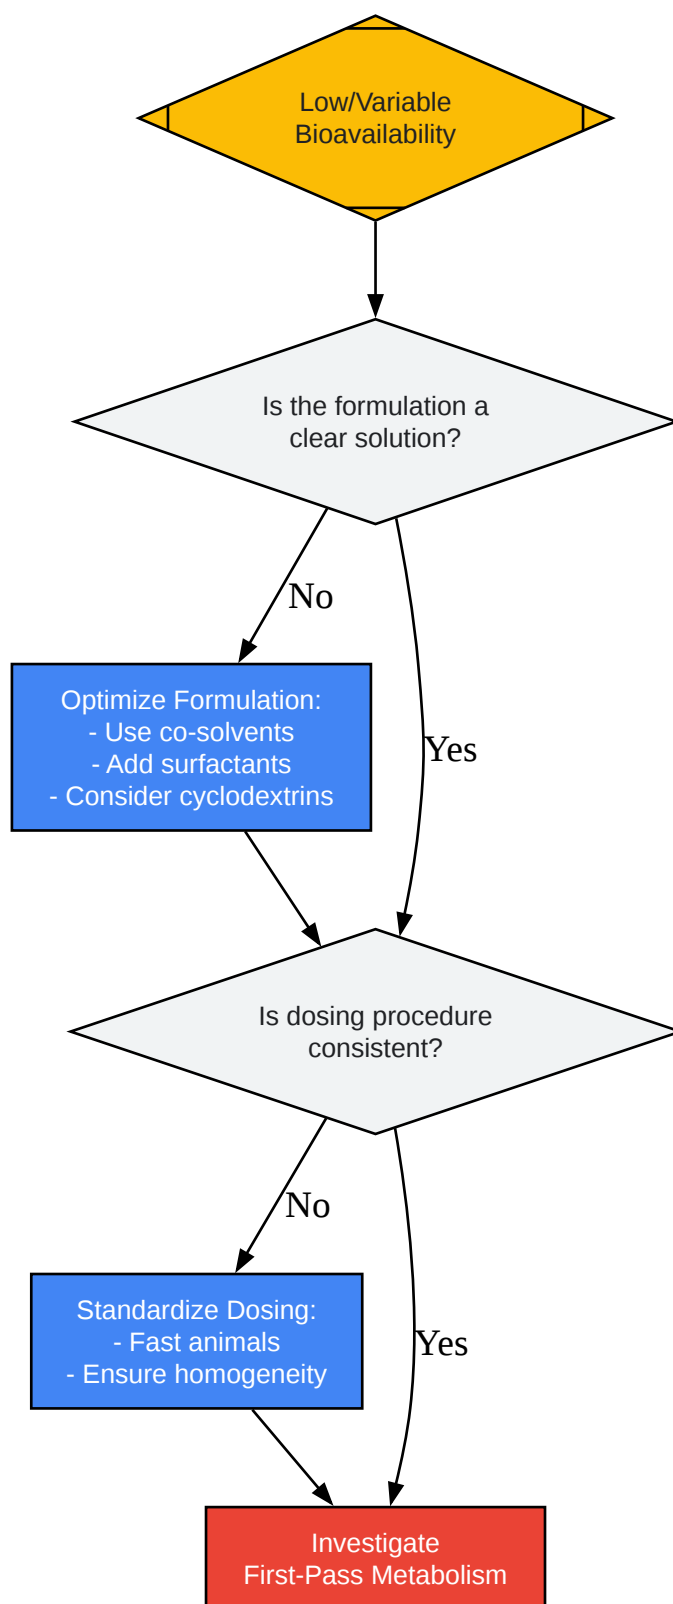 Low/Variable
Bioavailability
Is the formulation a
clear solution?
No
Optimize Formulation:
- Use co-solvents
- Add surfactants
- Consider cyclodextrins
Yes
Is dosing procedure
consistent?
No
Standardize Dosing:
- Fast animals
- Ensure homogeneity
Yes
Investigate
First-Pass Metabolism